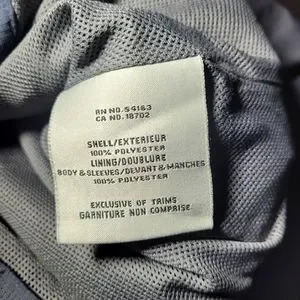 RN NO. 54163
CA NO. 18702
SHELL/EXTERIEUR
100% POLYESTER
LINING/DOUBLURE
BODY & SLEEVES/DEVANT & MANCHES
100% POLYESTER
EXCLUSIVE OF TRIMS
GARNITURE NON COMPRISE